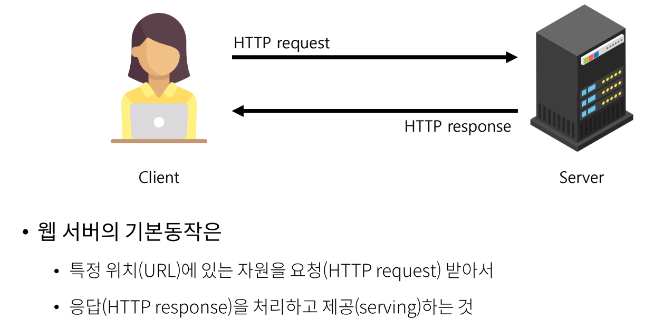 HTTP request
HTTP response
Client
Server
• 웹 서버의 기본동작은
• 특정 위치(URL)에 있는 자원을 요청(HTTP request) 받아서
• 응답(HTTP response)을 처리하고 제공(serving)하는 것